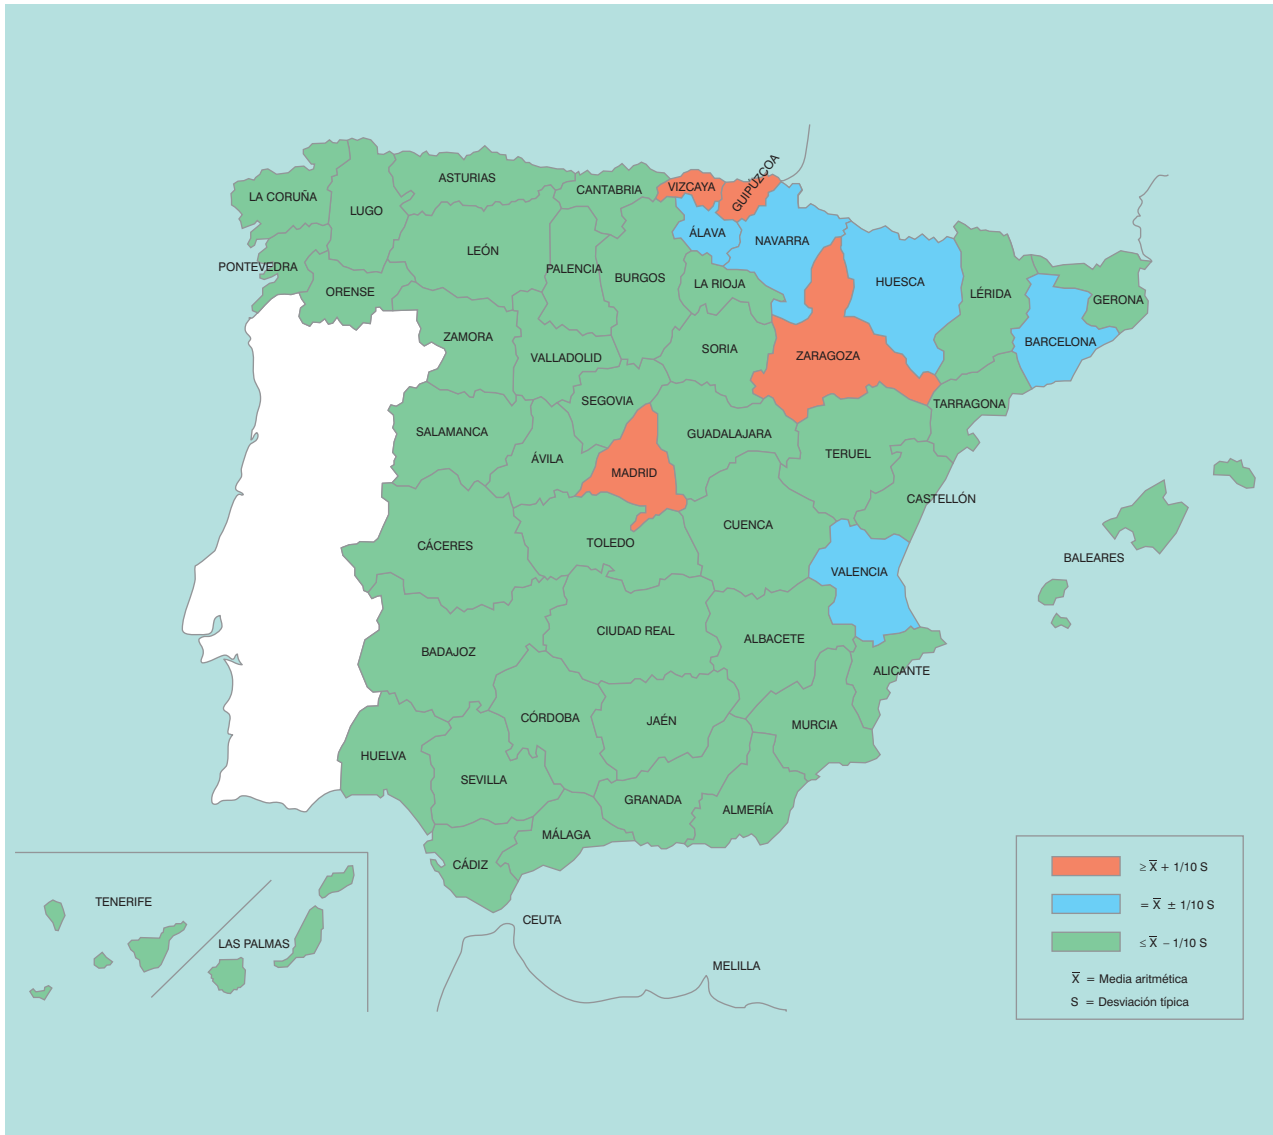 GUIPÚZCOA
ASTURIAS
VIZCAYA
CANTABRIA
LA CORUÑA
LUGO
ÁLAVA
NAVARRA
LEÓN
PONTEVEDRA
PALENCIA
BURGOS
LA RIOJA
HUESCA
ORENSE
LÉRIDA
GERONA
ZAMORA
BARCELONA
SORIA
VALLADOLID
ZARAGOZA
SEGOVIA
TARRAGONA
SALAMANCA
GUADALAJARA
ÁVILA
TERUEL
MADRID
CASTELLÓN
CUENCA
CÁCERES
TOLEDO
BALEARES
VALENCIA
CIUDAD REAL
ALBACETE
BADAJOZ
ALICANTE
CÓRDOBA
JAÉN
MURCIA
HUELVA
SEVILLA
GRANADA
ALMERÍA
MÁLAGA
CÁDIZ
TENERIFE
CEUTA
LAS PALMAS
MELILLA
≥ X̅ + 1/10 S
= X̅ ± 1/10 S
≤ X̅ − 1/10 S
X̅ = Media aritmética
S = Desviación típica